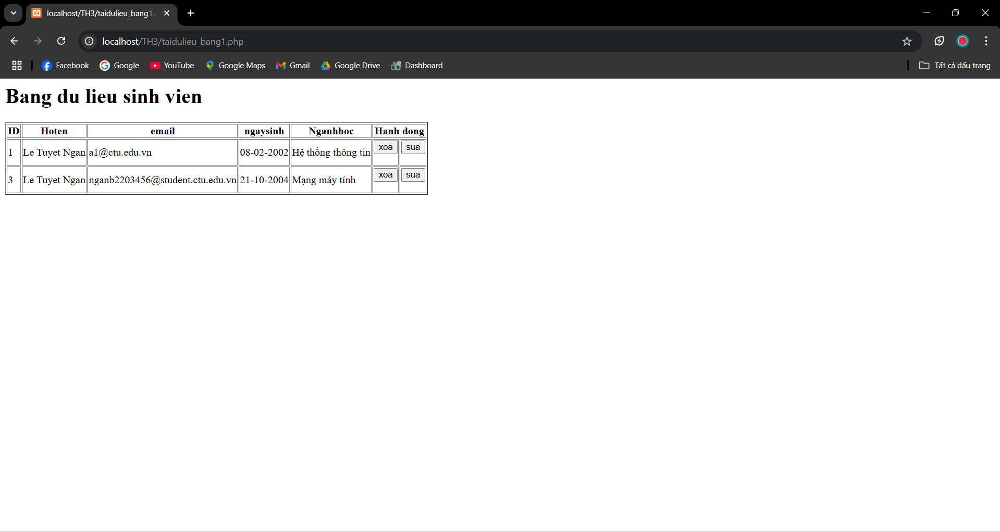 localhost/TH3/taidulieu_bang1.
localhost/TH3/taidulieu_bang1.php
Facebook Google YouTube Google Maps Gmail Google Drive Dashboard Tất cả dấu trang
Bang du lieu sinh vien
ID Hoten email ngaysinh Nganhhoc Hanh dong
1 Le Tuyet Ngan a1@ctu.edu.vn 08-02-2002 Hệ thống thông tin xoa sua
3 Le Tuyet Ngan nganb2203456@student.ctu.edu.vn 21-10-2004 Mạng máy tính xoa sua